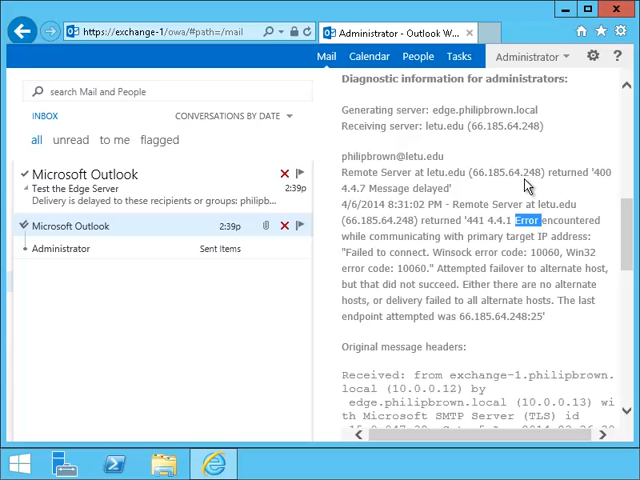 https://exchange-1/owa/#path=/mail
Administrator - Outlook W...
Mail Calendar People Tasks Administrator ?
search Mail and People
INBOX CONVERSATIONS BY DATE
all unread to me flagged
Microsoft Outlook
Test the Edge Server 2:39p
Delivery is delayed to these recipients or groups: philipb...
Microsoft Outlook 2:39p
Administrator Sent Items
Diagnostic information for administrators:
Generating server: edge.philipbrown.local
Receiving server: letu.edu (66.185.64.248)
philipbrown@letu.edu
Remote Server at letu.edu (66.185.64.248) returned '400
4.4.7 Message delayed'
4/6/2014 8:31:02 PM - Remote Server at letu.edu
(66.185.64.248) returned '441 4.4.1 Error encountered
while communicating with primary target IP address:
"Failed to connect. Winsock error code: 10060, Win32
error code: 10060." Attempted failover to alternate host,
but that did not succeed. Either there are no alternate
hosts, or delivery failed to all alternate hosts. The last
endpoint attempted was 66.185.64.248:25'
Original message headers:
Received: from exchange-1.philipbrown.
local (10.0.0.12) by
edge.philipbrown.local (10.0.0.13) wi
th Microsoft SMTP Server (TLS) id